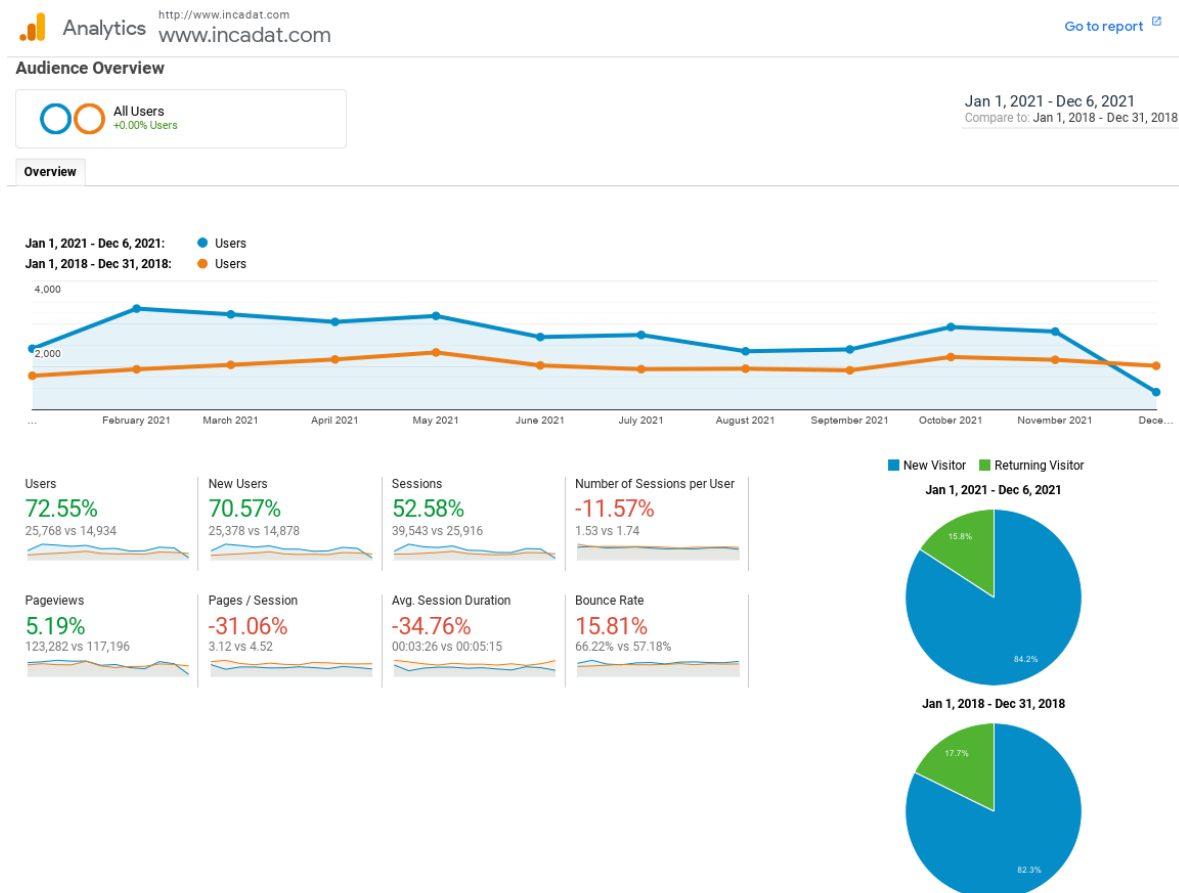 http://www.incadat.com
Analytics www.incadat.com
Go to report
Audience Overview
All Users
+0.00% Users
Jan 1, 2021 - Dec 6, 2021
Compare to: Jan 1, 2018 - Dec 31, 2018
Overview
Jan 1, 2021 - Dec 6, 2021: Users
Jan 1, 2018 - Dec 31, 2018: Users
4,000
2,000
... February 2021 March 2021 April 2021 May 2021 June 2021 July 2021 August 2021 September 2021 October 2021 November 2021 Dece...
Users
72.55%
25,768 vs 14,934
New Users
70.57%
25,378 vs 14,878
Sessions
52.58%
39,543 vs 25,916
Number of Sessions per User
-11.57%
1.53 vs 1.74
Pageviews
5.19%
123,282 vs 117,196
Pages / Session
-31.06%
3.12 vs 4.52
Avg. Session Duration
-34.76%
00:03:26 vs 00:05:15
Bounce Rate
15.81%
66.22% vs 57.18%
New Visitor Returning Visitor
Jan 1, 2021 - Dec 6, 2021
15.8%
84.2%
Jan 1, 2018 - Dec 31, 2018
17.7%
82.3%